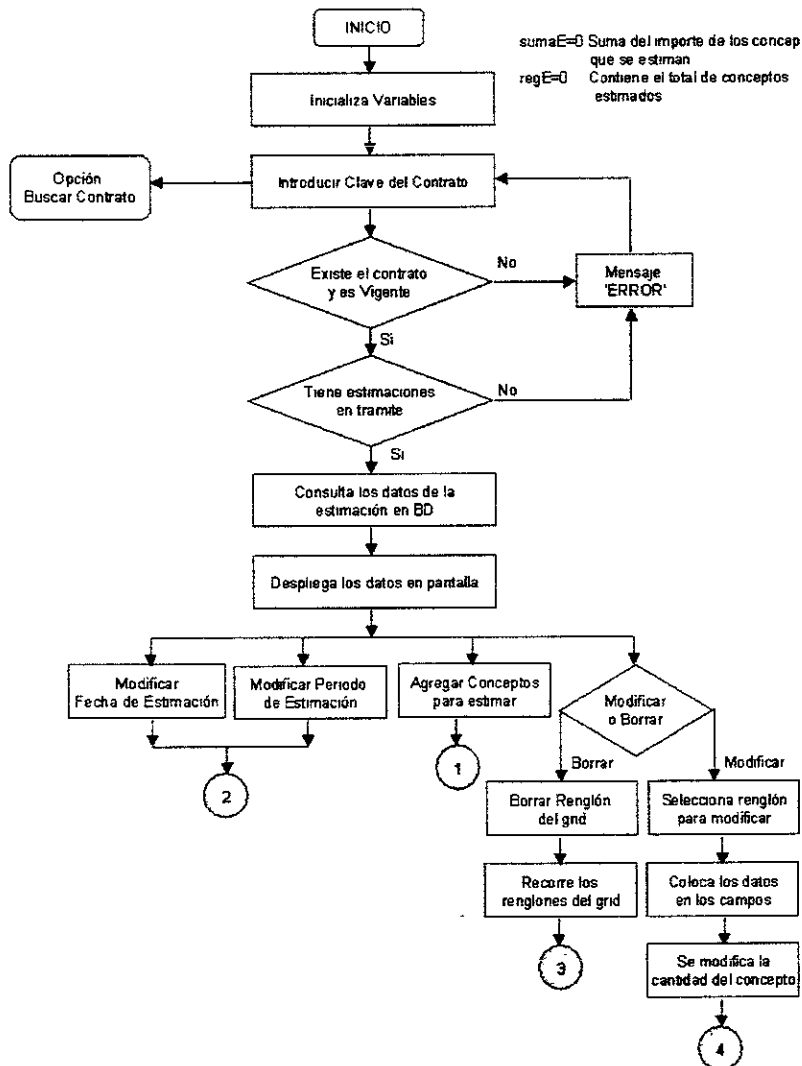 INICIO
sumaE=0 Suma del importe de los concep
que se estiman
regE=0 Contiene el total de conceptos
estimados
Inicializa Variables
Opción
Buscar Contrato
Introducir Clave del Contrato
Existe el contrato
y es Vigente
No
Mensaje
'ERROR'
Si
Tiene estimaciones
en tramite
No
Si
Consulta los datos de la
estimación en BD
Despliega los datos en pantalla
Modificar
Fecha de Estimación
Modificar Periodo
de Estimación
Agregar Conceptos
para estimar
Modificar
o Borrar
2
1
Borrar
Modificar
Borrar Renglón
del grid
Selecciona renglón
para modificar
Recorre los
renglones del grid
Coloca los datos
en los campos
3
Se modifica la
cantidad del concepto
4